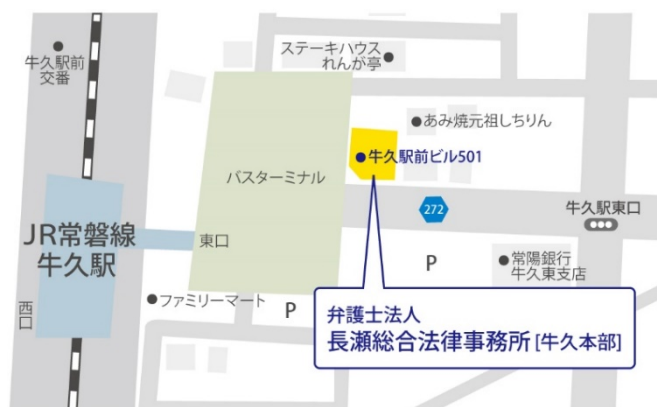 牛久駅前
交番
ステーキハウス
れんが亭
あみ焼元祖しちりん
牛久駅前ビル501
バスターミナル
272
牛久駅東口
JR常磐線
牛久駅
東口
P
常陽銀行
牛久東支店
西口
ファミリーマート
P
弁護士法人
長瀬総合法律事務所 [牛久本部]